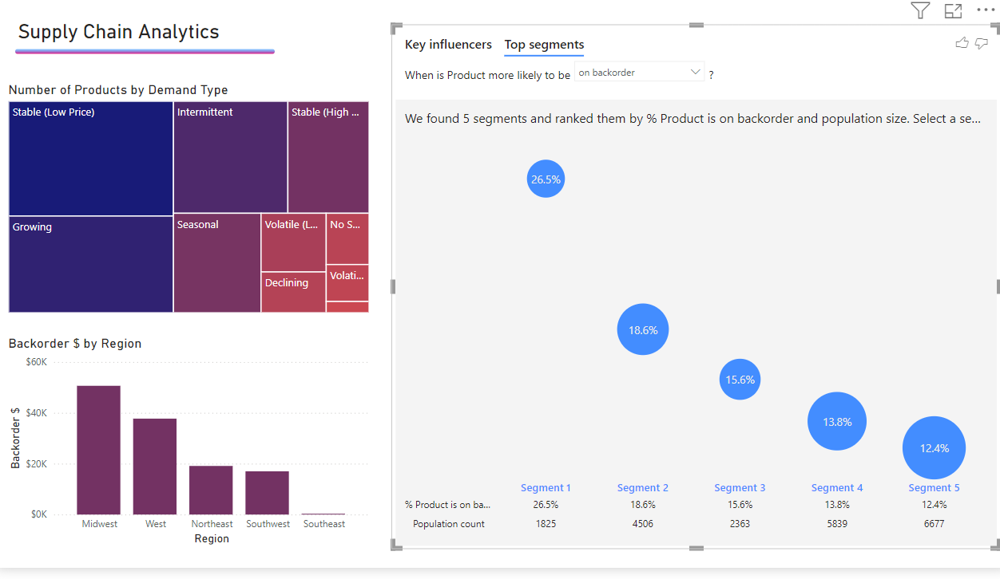 Supply Chain Analytics
Number of Products by Demand Type
Stable (Low Price)
Intermittent
Stable (High ...
Growing
Seasonal
Volatile (L...
No S...
Declining
Volati...
Backorder $ by Region
$60K
$40K
$20K
$0K
Backorder $
Midwest West Northeast Southwest Southeast
Region
Key influencers Top segments
When is Product more likely to be on backorder ?
We found 5 segments and ranked them by % Product is on backorder and population size. Select a se...
26.5%
18.6%
15.6%
13.8%
12.4%
Segment 1 Segment 2 Segment 3 Segment 4 Segment 5
% Product is on ba... 26.5% 18.6% 15.6% 13.8% 12.4%
Population count 1825 4506 2363 5839 6677